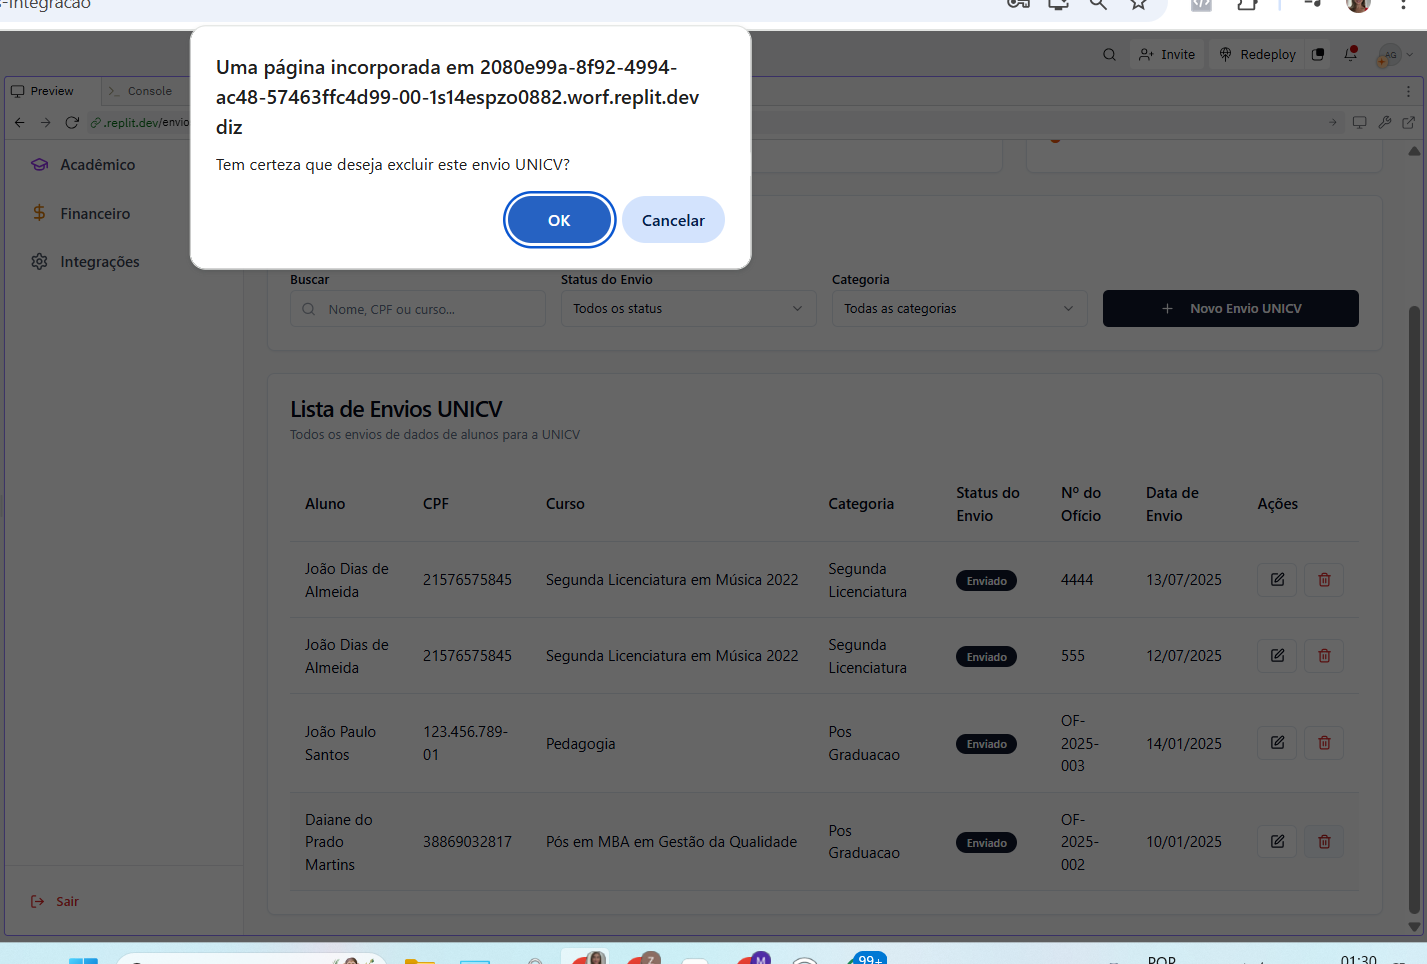 s-integracao
Uma página incorporada em 2080e99a-8f92-4994-
ac48-57463ffc4d99-00-1s14espzo0882.worf.replit.dev
diz
Tem certeza que deseja excluir este envio UNICV?
OK
Cancelar
Invite
Redeploy
AG
Preview
>_ Console
.replit.dev/envio
Acadêmico
Financeiro
Integrações
Buscar
Status do Envio
Categoria
Nome, CPF ou curso...
Todos os status
Todas as categorias
+ Novo Envio UNICV
Lista de Envios UNICV
Todos os envios de dados de alunos para a UNICV
Aluno
CPF
Curso
Categoria
Status do
Envio
Nº do
Ofício
Data de
Envio
Ações
João Dias de
Almeida
21576575845
Segunda Licenciatura em Música 2022
Segunda
Licenciatura
Enviado
4444
13/07/2025
João Dias de
Almeida
21576575845
Segunda Licenciatura em Música 2022
Segunda
Licenciatura
Enviado
555
12/07/2025
João Paulo
Santos
123.456.789-
01
Pedagogia
Pos
Graduacao
Enviado
OF-
2025-
003
14/01/2025
Daiane do
Prado
Martins
38869032817
Pós em MBA em Gestão da Qualidade
Pos
Graduacao
Enviado
OF-
2025-
002
10/01/2025
Sair
Z
M
99+
POR
01:30